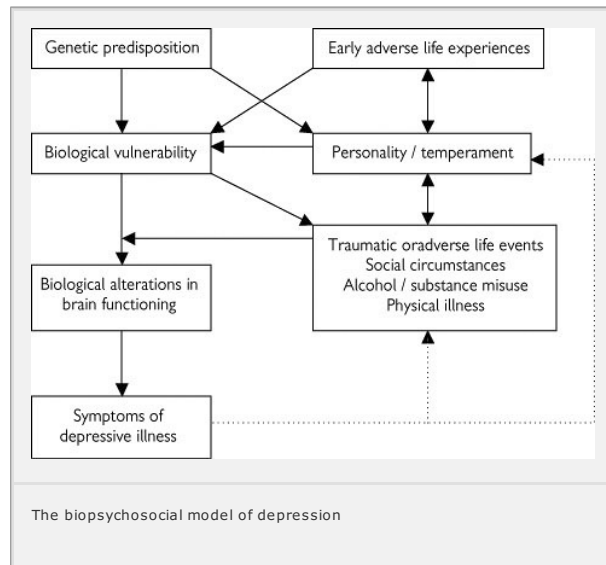 Genetic predisposition
Early adverse life experiences
Biological vulnerability
Personality / temperament
Traumatic oradverse life events
Social circumstances
Alcohol / substance misuse
Physical illness
Biological alterations in
brain functioning
Symptoms of
depressive illness
The biopsychosocial model of depression